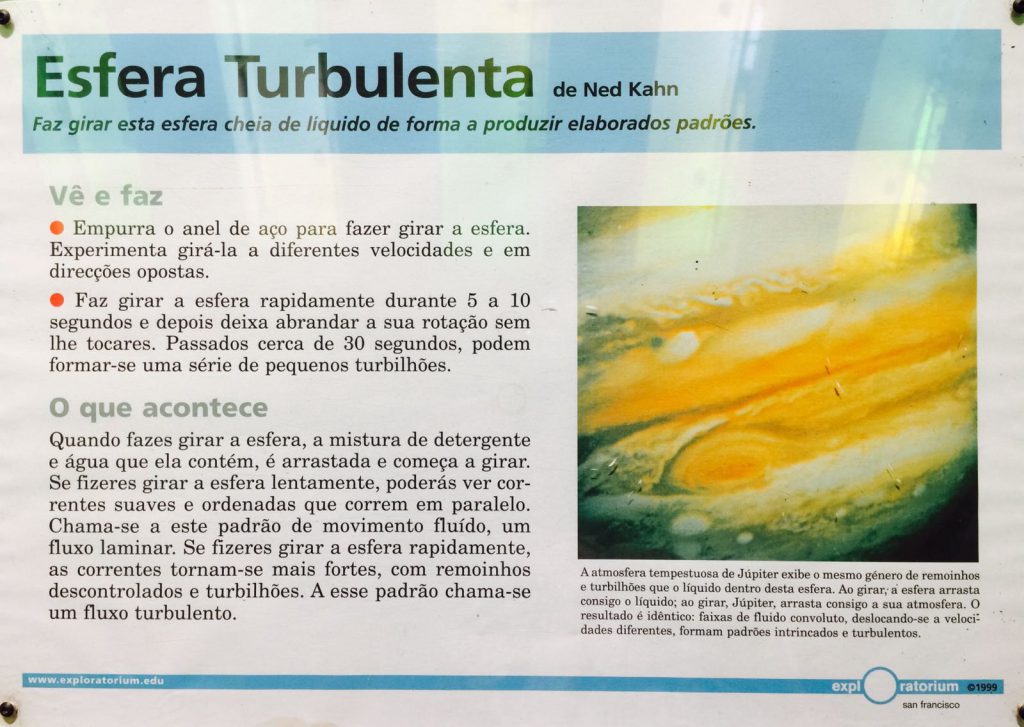 Esfera Turbulenta de Ned Kahn
Faz girar esta esfera cheia de líquido de forma a produzir elaborados padrões.
Vê e faz
● Empurra o anel de aço para fazer girar a esfera.
Experimenta girá-la a diferentes velocidades e em
direcções opostas.
● Faz girar a esfera rapidamente durante 5 a 10
segundos e depois deixa abrandar a sua rotação sem
lhe tocares. Passados cerca de 30 segundos, podem
formar-se uma série de pequenos turbilhões.
O que acontece
Quando fazes girar a esfera, a mistura de detergente
e água que ela contém, é arrastada e começa a girar.
Se fizeres girar a esfera lentamente, poderás ver cor-
rentes suaves e ordenadas que correm em paralelo.
Chama-se a este padrão de movimento fluído, um
fluxo laminar. Se fizeres girar a esfera rapidamente,
as correntes tornam-se mais fortes, com remoinhos
descontrolados e turbilhões. A esse padrão chama-se
um fluxo turbulento.
A atmosfera tempestuosa de Júpiter exibe o mesmo género de remoinhos
e turbilhões que o líquido dentro desta esfera. Ao girar, a esfera arrasta
consigo o líquido; ao girar, Júpiter, arrasta consigo a sua atmosfera. O
resultado é idêntico: faixas de fluido convoluto, deslocando-se a veloci-
dades diferentes, formam padrões intrincados e turbulentos.
www.exploratorium.edu
expl○ratorium ©1999
san francisco